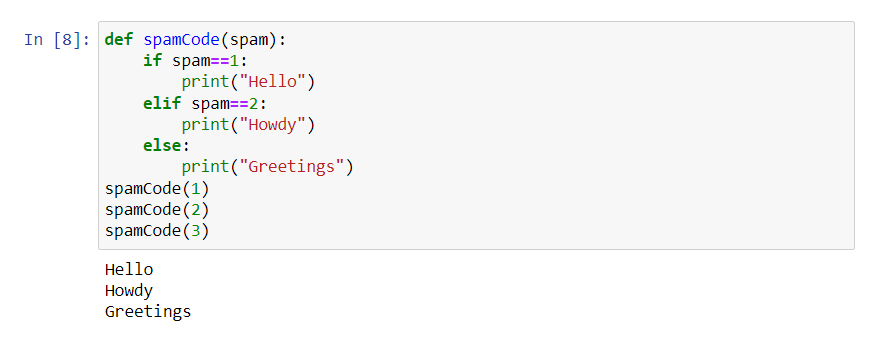 In [8]: def spamCode(spam):
    if spam==1:
        print("Hello")
    elif spam==2:
        print("Howdy")
    else:
        print("Greetings")
spamCode(1)
spamCode(2)
spamCode(3)
Hello
Howdy
Greetings